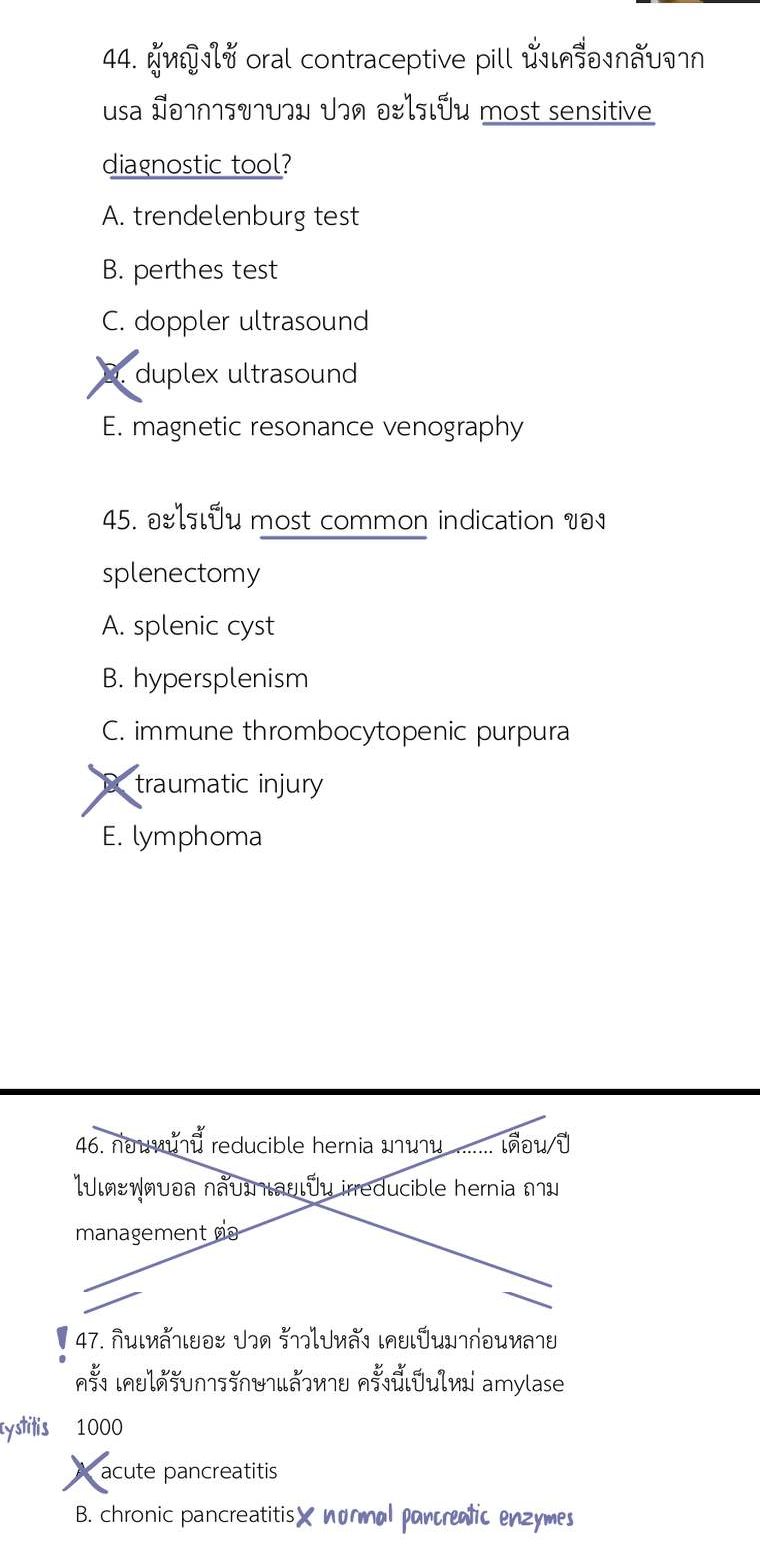 44. ผู้หญิงใช้ oral contraceptive pill นั่งเครื่องกลับจาก
usa มีอาการขาบวม ปวด อะไรเป็น most sensitive
diagnostic tool?
A. trendelenburg test
B. perthes test
C. doppler ultrasound
D. duplex ultrasound
E. magnetic resonance venography
45. อะไรเป็น most common indication ของ
splenectomy
A. splenic cyst
B. hypersplenism
C. immune thrombocytopenic purpura
D. traumatic injury
E. lymphoma
46. ก่อนหน้านี้ reducible hernia มานาน ....... เดือน/ปี
ไปเตะฟุตบอล กลับมาเลยเป็น irreducible hernia ถาม
management ต่อ
! 47. กินเหล้าเยอะ ปวด ร้าวไปหลัง เคยเป็นมาก่อนหลาย
ครั้ง เคยได้รับการรักษาแล้วหาย ครั้งนี้เป็นใหม่ amylase
cystitis 1000
A. acute pancreatitis
B. chronic pancreatitis X normal pancreatic enzymes